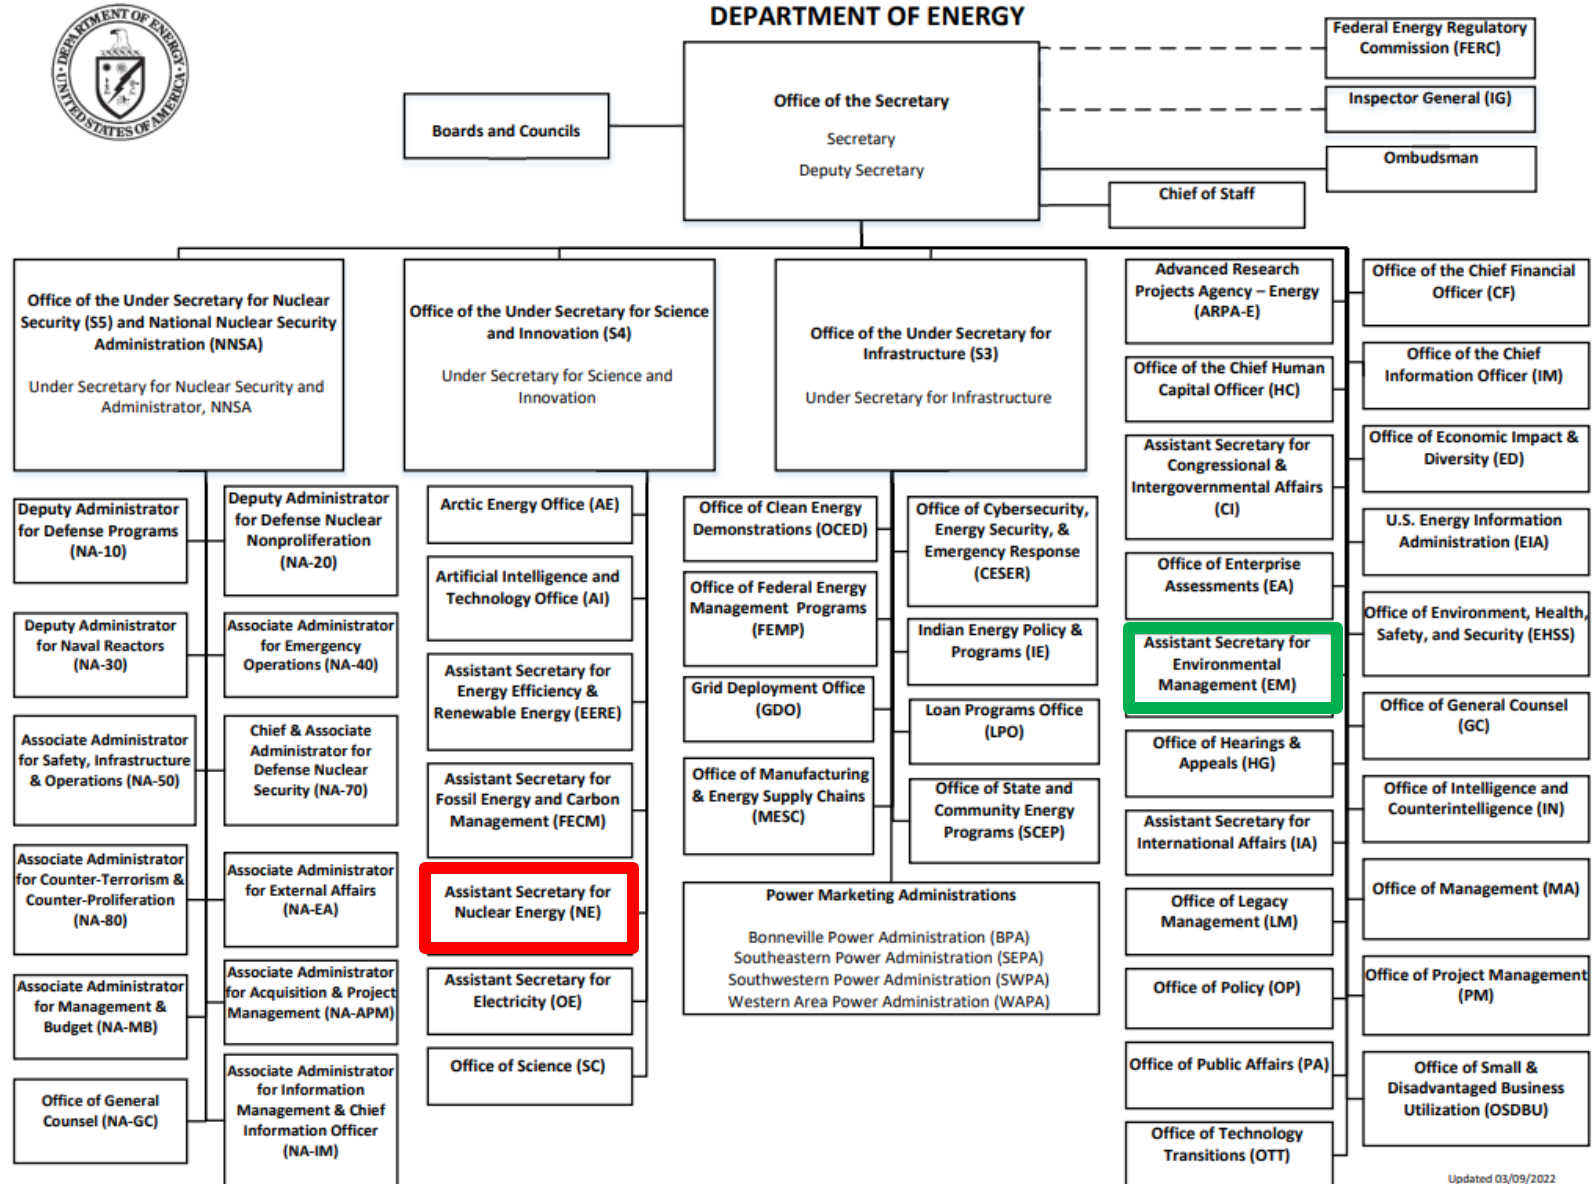 DEPARTMENT OF ENERGY
DEPARTMENT OF ENERGY
UNITED STATES OF AMERICA
Federal Energy Regulatory
Commission (FERC)
Inspector General (IG)
Ombudsman
Chief of Staff
Boards and Councils
Office of the Secretary
Secretary
Deputy Secretary
Office of the Under Secretary for Nuclear
Security (S5) and National Nuclear Security
Administration (NNSA)
Under Secretary for Nuclear Security and
Administrator, NNSA
Deputy Administrator
for Defense Programs
(NA-10)
Deputy Administrator
for Defense Nuclear
Nonproliferation
(NA-20)
Deputy Administrator
for Naval Reactors
(NA-30)
Associate Administrator
for Emergency
Operations (NA-40)
Associate Administrator
for Safety, Infrastructure
& Operations (NA-50)
Chief & Associate
Administrator for
Defense Nuclear
Security (NA-70)
Associate Administrator
for Counter-Terrorism &
Counter-Proliferation
(NA-80)
Associate Administrator
for External Affairs
(NA-EA)
Associate Administrator
for Management &
Budget (NA-MB)
Associate Administrator
for Acquisition & Project
Management (NA-APM)
Office of General
Counsel (NA-GC)
Associate Administrator
for Information
Management & Chief
Information Officer
(NA-IM)
Office of the Under Secretary for Science
and Innovation (S4)
Under Secretary for Science and
Innovation
Arctic Energy Office (AE)
Artificial Intelligence and
Technology Office (AI)
Assistant Secretary for
Energy Efficiency &
Renewable Energy (EERE)
Assistant Secretary for
Fossil Energy and Carbon
Management (FECM)
Assistant Secretary for
Nuclear Energy (NE)
Assistant Secretary for
Electricity (OE)
Office of Science (SC)
Office of the Under Secretary for
Infrastructure (S3)
Under Secretary for Infrastructure
Office of Clean Energy
Demonstrations (OCED)
Office of Cybersecurity,
Energy Security, &
Emergency Response
(CESER)
Office of Federal Energy
Management Programs
(FEMP)
Indian Energy Policy &
Programs (IE)
Grid Deployment Office
(GDO)
Loan Programs Office
(LPO)
Office of Manufacturing
& Energy Supply Chains
(MESC)
Office of State and
Community Energy
Programs (SCEP)
Power Marketing Administrations
Bonneville Power Administration (BPA)
Southeastern Power Administration (SEPA)
Southwestern Power Administration (SWPA)
Western Area Power Administration (WAPA)
Advanced Research
Projects Agency – Energy
(ARPA-E)
Office of the Chief Financial
Officer (CF)
Office of the Chief Human
Capital Officer (HC)
Office of the Chief
Information Officer (IM)
Assistant Secretary for
Congressional &
Intergovernmental Affairs
(CI)
Office of Economic Impact &
Diversity (ED)
U.S. Energy Information
Administration (EIA)
Office of Enterprise
Assessments (EA)
Office of Environment, Health,
Safety, and Security (EHSS)
Assistant Secretary for
Environmental
Management (EM)
Office of General Counsel
(GC)
Office of Hearings &
Appeals (HG)
Office of Intelligence and
Counterintelligence (IN)
Assistant Secretary for
International Affairs (IA)
Office of Management (MA)
Office of Legacy
Management (LM)
Office of Project Management
(PM)
Office of Policy (OP)
Office of Public Affairs (PA)
Office of Small &
Disadvantaged Business
Utilization (OSDBU)
Office of Technology
Transitions (OTT)
Updated 03/09/2022